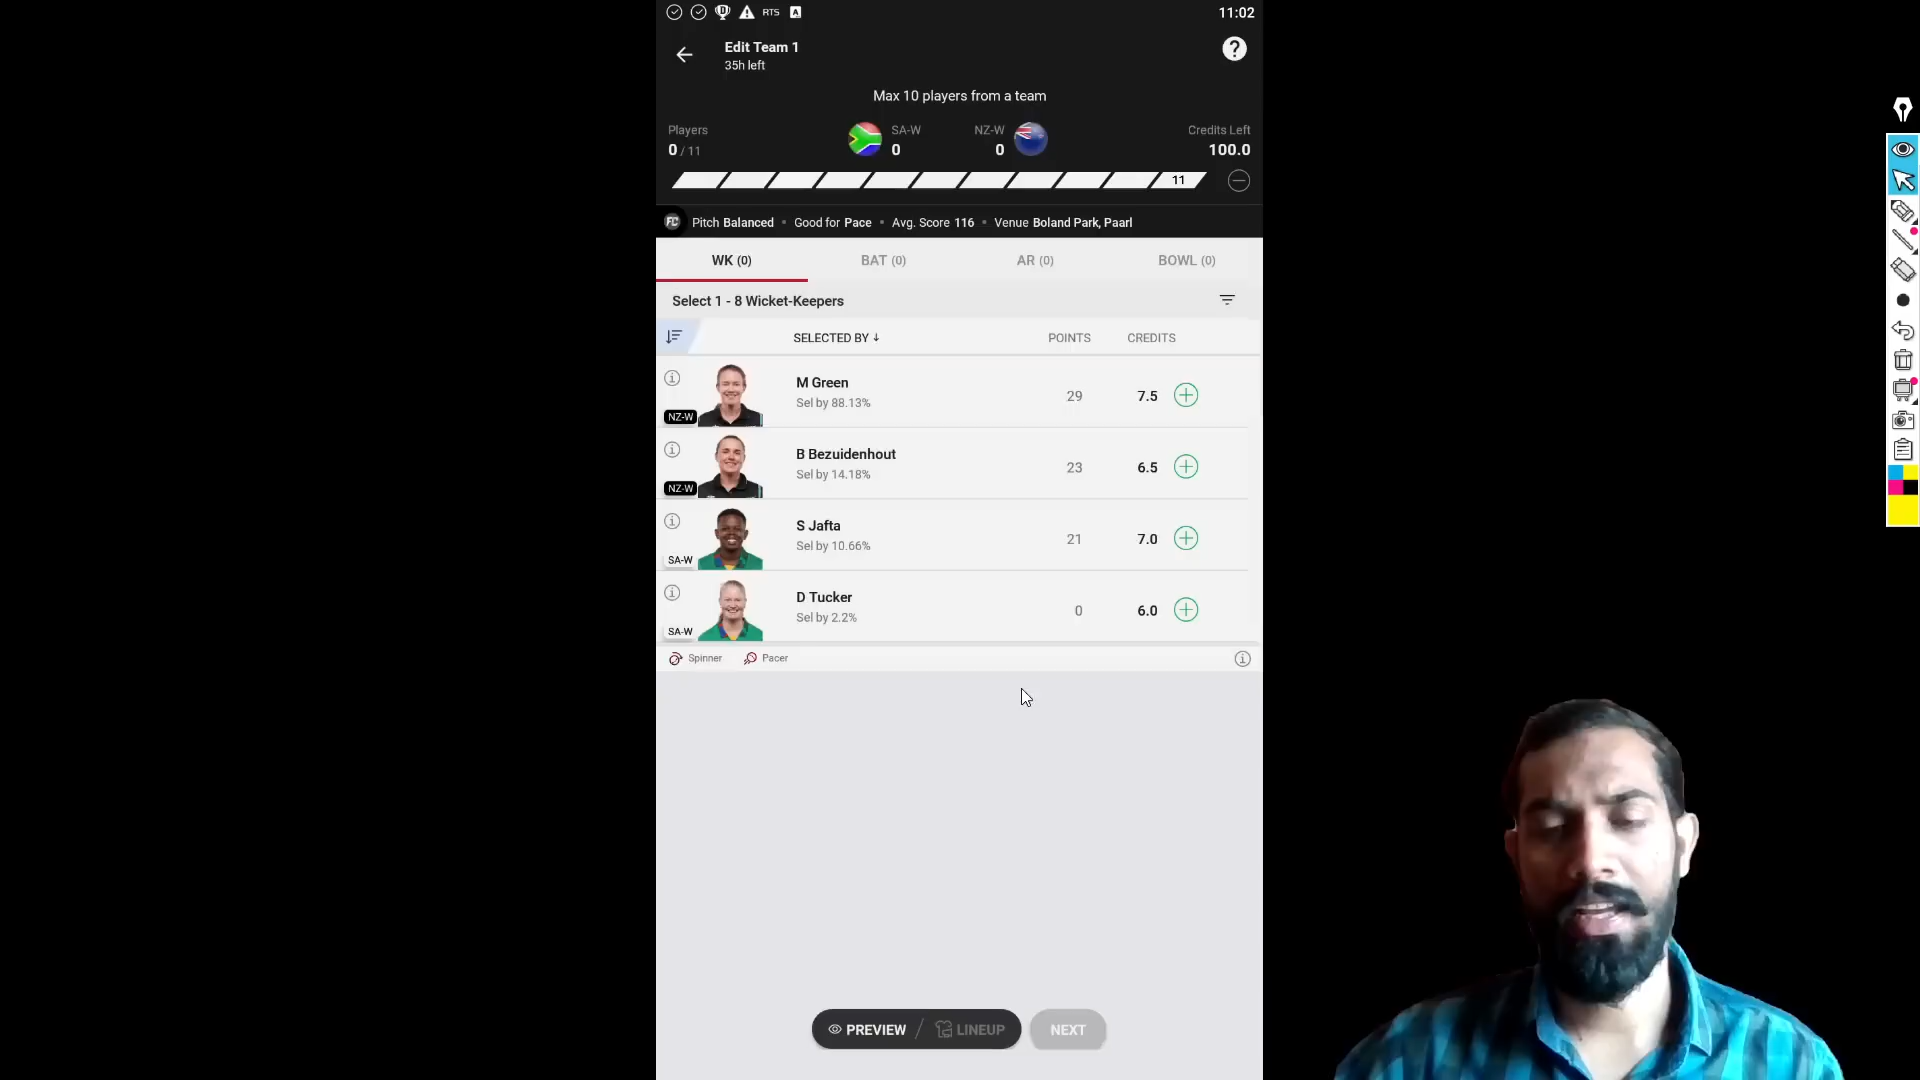 RTS A 11:02
Edit Team 1
35h left
?
Max 10 players from a team
Players SA-W NZ-W Credits Left
0 / 11 0 0 100.0
11
FC Pitch Balanced • Good for Pace • Avg. Score 116 • Venue Boland Park, Paarl
WK (0) BAT (0) AR (0) BOWL (0)
Select 1 - 8 Wicket-Keepers
SELECTED BY ↓ POINTS CREDITS
M Green
Sel by 88.13%
NZ-W
29 7.5
B Bezuidenhout
Sel by 14.18%
NZ-W
23 6.5
S Jafta
Sel by 10.66%
SA-W
21 7.0
D Tucker
Sel by 2.2%
SA-W
0 6.0
Spinner Pacer
PREVIEW / LINEUP NEXT